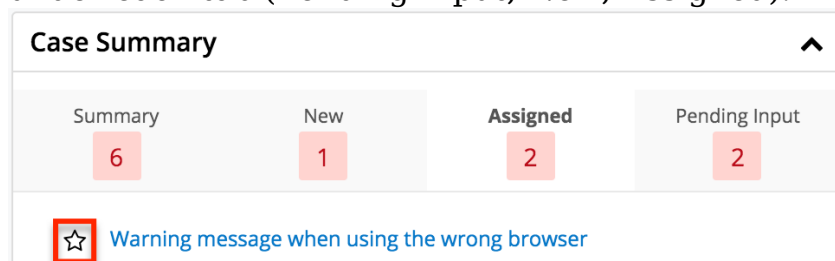 Case Summary
Summary New Assigned Pending Input
6 1 2 2
Warning message when using the wrong browser